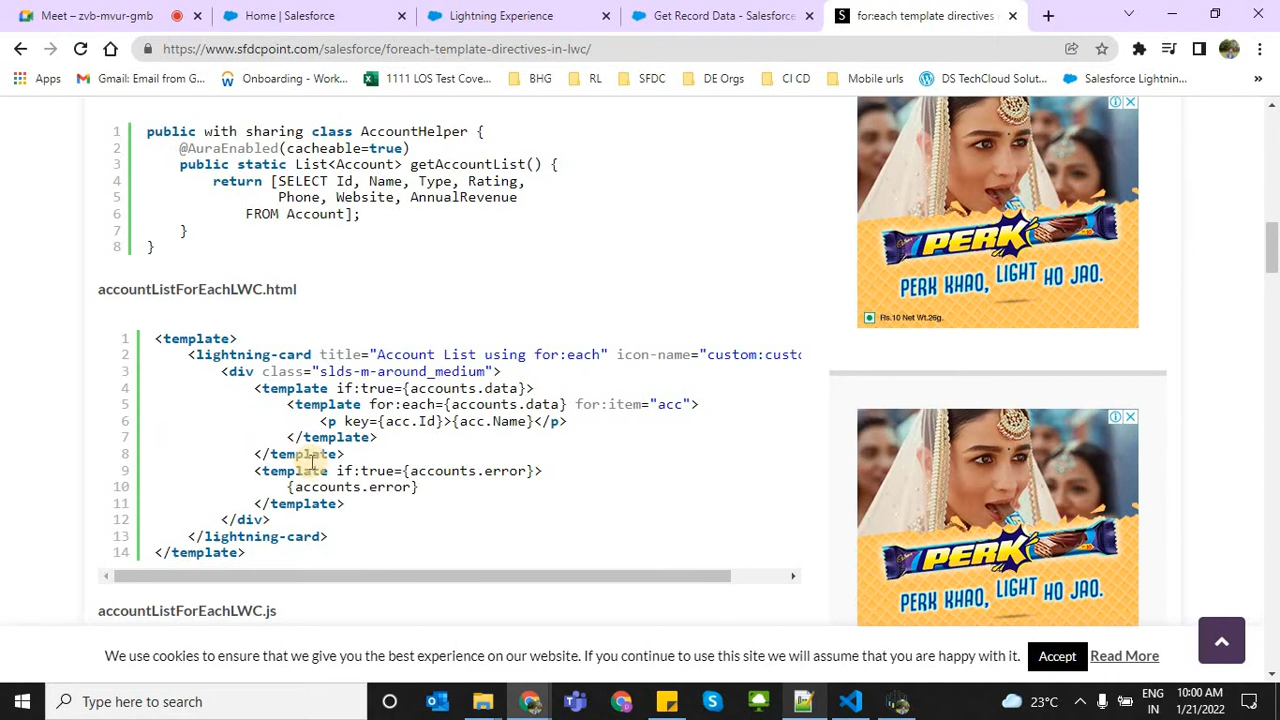 Meet – zvb-mvur-gmb
Home | Salesforce
Lightning Experience
Get Record Data - Salesforce
S for:each template directives
https://www.sfdcpoint.com/salesforce/foreach-template-directives-in-lwc/
Apps Gmail: Email from G... Onboarding - Work... 1111 LOS Test Cove... BHG RL SFDC DE Orgs CI CD Mobile urls DS TechCloud Solut... Salesforce Lightnin... »
1 public with sharing class AccountHelper {
2 @AuraEnabled(cacheable=true)
3 public static List<Account> getAccountList() {
4 return [SELECT Id, Name, Type, Rating,
5 Phone, Website, AnnualRevenue
6 FROM Account];
7 }
8 }
accountListForEachLWC.html
1 <template>
2 <lightning-card title="Account List using for:each" icon-name="custom:custo
3 <div class="slds-m-around_medium">
4 <template if:true={accounts.data}>
5 <template for:each={accounts.data} for:item="acc">
6 <p key={acc.Id}>{acc.Name}</p>
7 </template>
8 </template>
9 <template if:true={accounts.error}>
10 {accounts.error}
11 </template>
12 </div>
13 </lightning-card>
14 </template>
accountListForEachLWC.js
PERK
PERK KHAO, LIGHT HO JAO.
Rs.10 Net Wt.26g.
PERK
PERK KHAO, LIGHT HO JAO.
We use cookies to ensure that we give you the best experience on our website. If you continue to use this site we will assume that you are happy with it. Accept Read More
Type here to search
23°C
ENG
IN
10:00 AM
1/21/2022